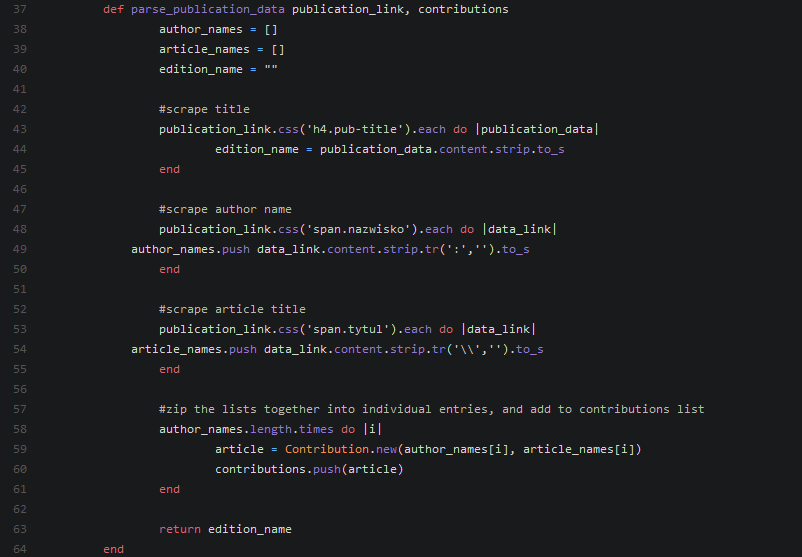 37 def parse_publication_data publication_link, contributions
38 author_names = []
39 article_names = []
40 edition_name = ""
41
42 #scrape title
43 publication_link.css('h4.pub-title').each do |publication_data|
44 edition_name = publication_data.content.strip.to_s
45 end
46
47 #scrape author name
48 publication_link.css('span.nazwisko').each do |data_link|
49 author_names.push data_link.content.strip.tr(':','').to_s
50 end
51
52 #scrape article title
53 publication_link.css('span.tytul').each do |data_link|
54 article_names.push data_link.content.strip.tr('\\','').to_s
55 end
56
57 #zip the lists together into individual entries, and add to contributions list
58 author_names.length.times do |i|
59 article = Contribution.new(author_names[i], article_names[i])
60 contributions.push(article)
61 end
62
63 return edition_name
64 end